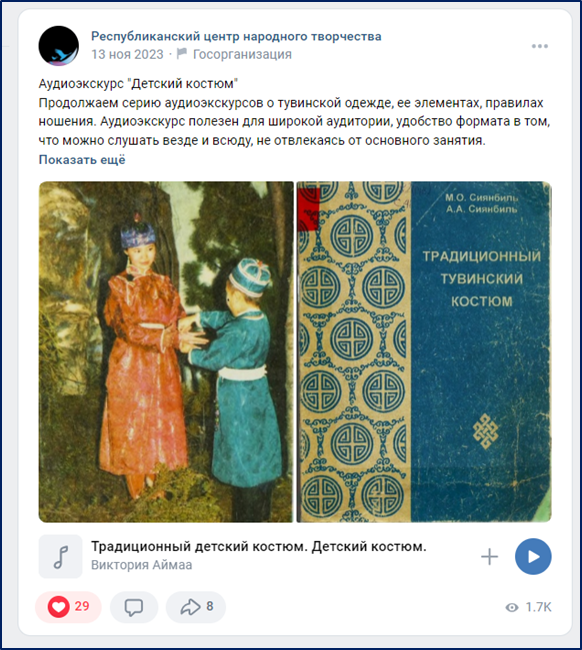 Республиканский центр народного творчества
13 ноя 2023 · Госорганизация
Аудиоэкскурс "Детский костюм"
Продолжаем серию аудиоэкскурсов о тувинской одежде, ее элементах, правилах
ношения. Аудиоэкскурс полезен для широкой аудитории, удобство формата в том,
что можно слушать везде и всюду, не отвлекаясь от основного занятия.
Показать ещё
М.О. Сиянбиль
А.А. Сиянбиль
ТРАДИЦИОННЫЙ
ТУВИНСКИЙ
КОСТЮМ
Традиционный детский костюм. Детский костюм.
Виктория Аймаа
29
8
1.7K